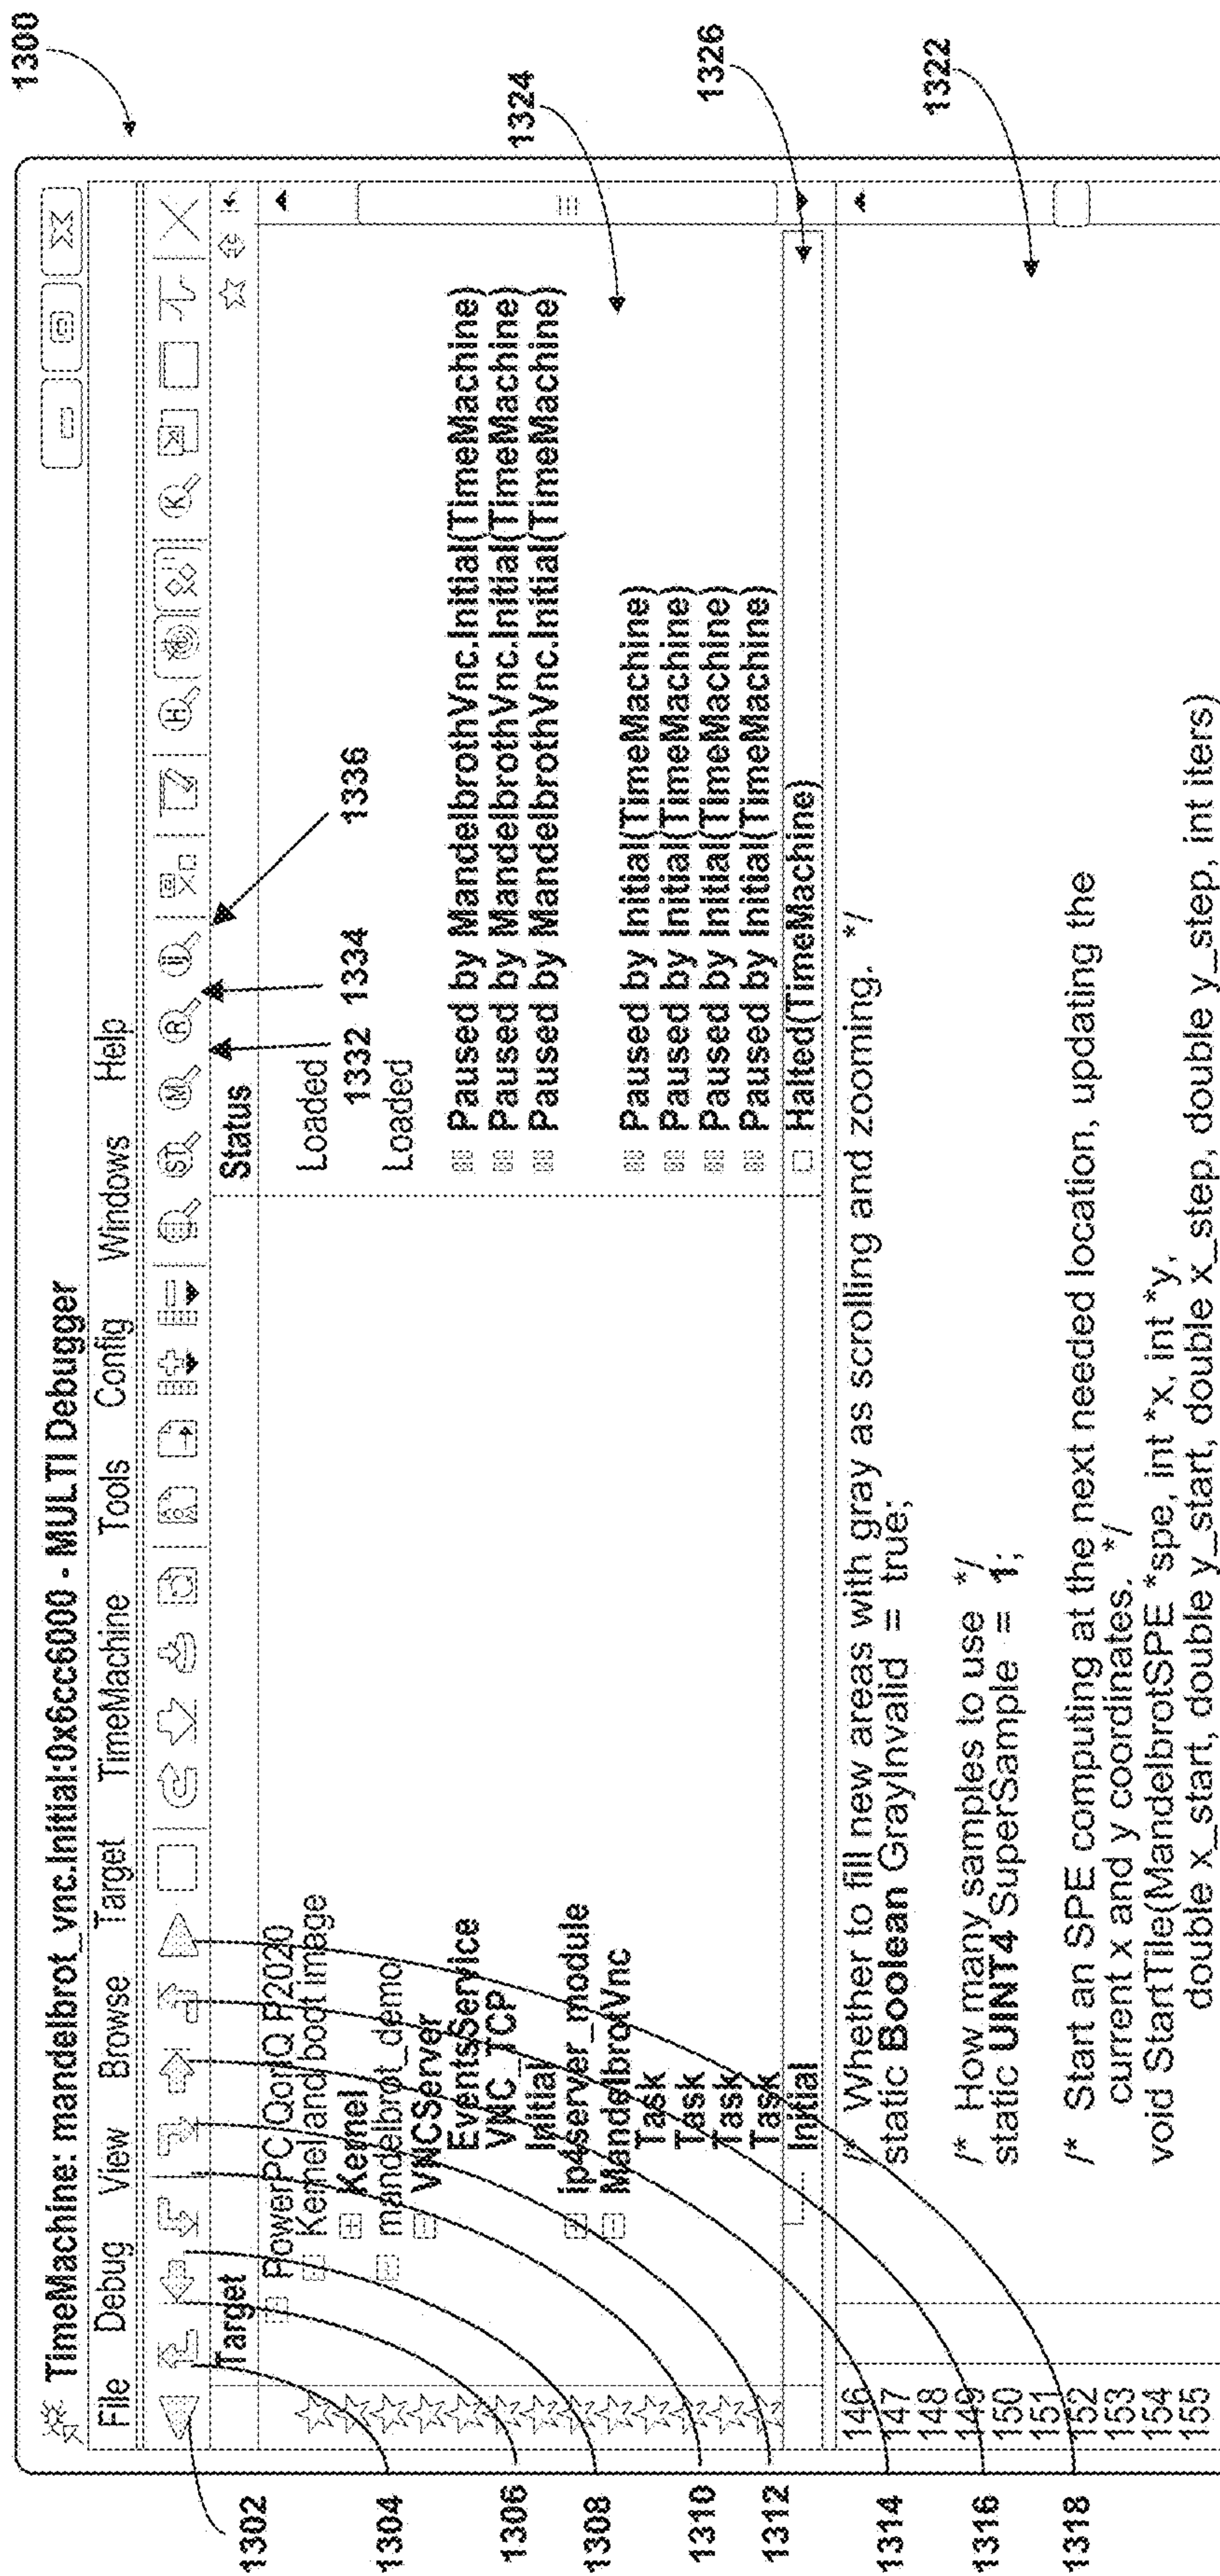 1300
TimeMachine: mandelbrot_vnc.Initial:0x6cc6000 - MULTI Debugger
File Debug View Browse Target TimeMachine Tools Config Windows Help
ST M R U H K
1332 1334 1336
Target Status
PowerPC QorIQ P2020
Kernel and boot image Loaded
Kernel
mandelbrot_demo Loaded
VNCServer
EventsService Paused by MandelbrothVnc.Initial(TimeMachine)
VNC_TCP Paused by MandelbrothVnc.Initial(TimeMachine)
Initial Paused by MandelbrothVnc.Initial(TimeMachine)
ip4server_module
MandelbrotVnc
Task Paused by Initial(TimeMachine)
Task Paused by Initial(TimeMachine)
Task Paused by Initial(TimeMachine)
Task Paused by Initial(TimeMachine)
Initial Halted(TimeMachine)
1324
1326
1322
146 /* Whether to fill new areas with gray as scrolling and zooming. */
147 static Boolean GrayInvalid = true;
148
149 /* How many samples to use */
150 static UINT4 SuperSample = 1;
151
152 /* Start an SPE computing at the next needed location, updating the
153 current x and y coordinates. */
154 void StartTile(MandelbrotSPE *spe, int *x, int *y,
155 double x_start, double y_start, double x_step, double y_step, int iters)
1302
1304
1306
1308
1310
1312
1314
1316
1318